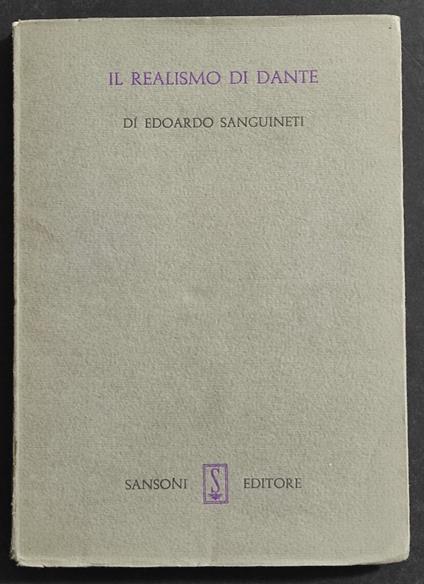 IL REALISMO DI DANTE
DI EDOARDO SANGUINETI
SANSONI S EDITORE